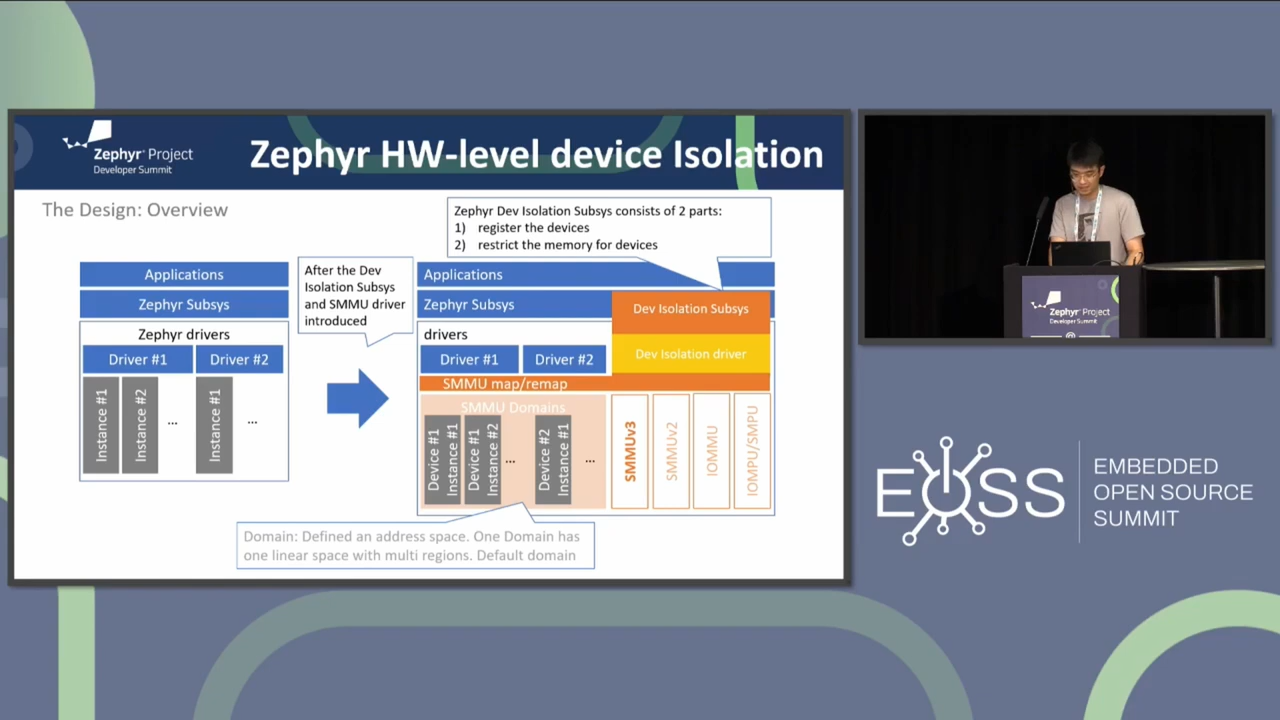 Zephyr® Project
Developer Summit
Zephyr HW-level device Isolation
The Design: Overview
Zephyr Dev Isolation Subsys consists of 2 parts:
1) register the devices
2) restrict the memory for devices
Applications
Zephyr Subsys
Zephyr drivers
Driver #1
Driver #2
Instance #1
Instance #2
...
Instance #1
...
After the Dev
Isolation Subsys
and SMMU driver
introduced
Applications
Zephyr Subsys
Dev Isolation Subsys
drivers
Dev Isolation driver
Driver #1
Driver #2
SMMU map/remap
SMMU Domains
Device #1
Instance #1
Device #1
Instance #2
...
Device #2
Instance #1
...
SMMUv3
SMMUv2
IOMMU
IOMPU/SMPU
Domain: Defined an address space. One Domain has
one linear space with multi regions. Default domain
Zephyr Project
Developer Summit
EOSS
EMBEDDED
OPEN SOURCE
SUMMIT